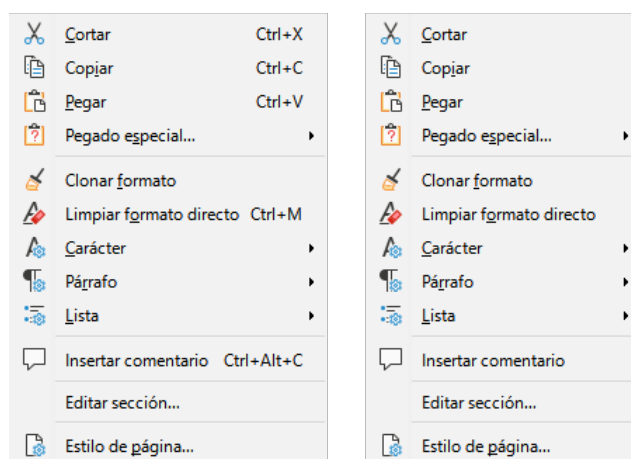 Cortar Ctrl+X
Copiar Ctrl+C
Pegar Ctrl+V
Pegado especial...
Clonar formato
Limpiar formato directo Ctrl+M
Carácter
Párrafo
Lista
Insertar comentario Ctrl+Alt+C
Editar sección...
Estilo de página...
Cortar
Copiar
Pegar
Pegado especial...
Clonar formato
Limpiar formato directo
Carácter
Párrafo
Lista
Insertar comentario
Editar sección...
Estilo de página...